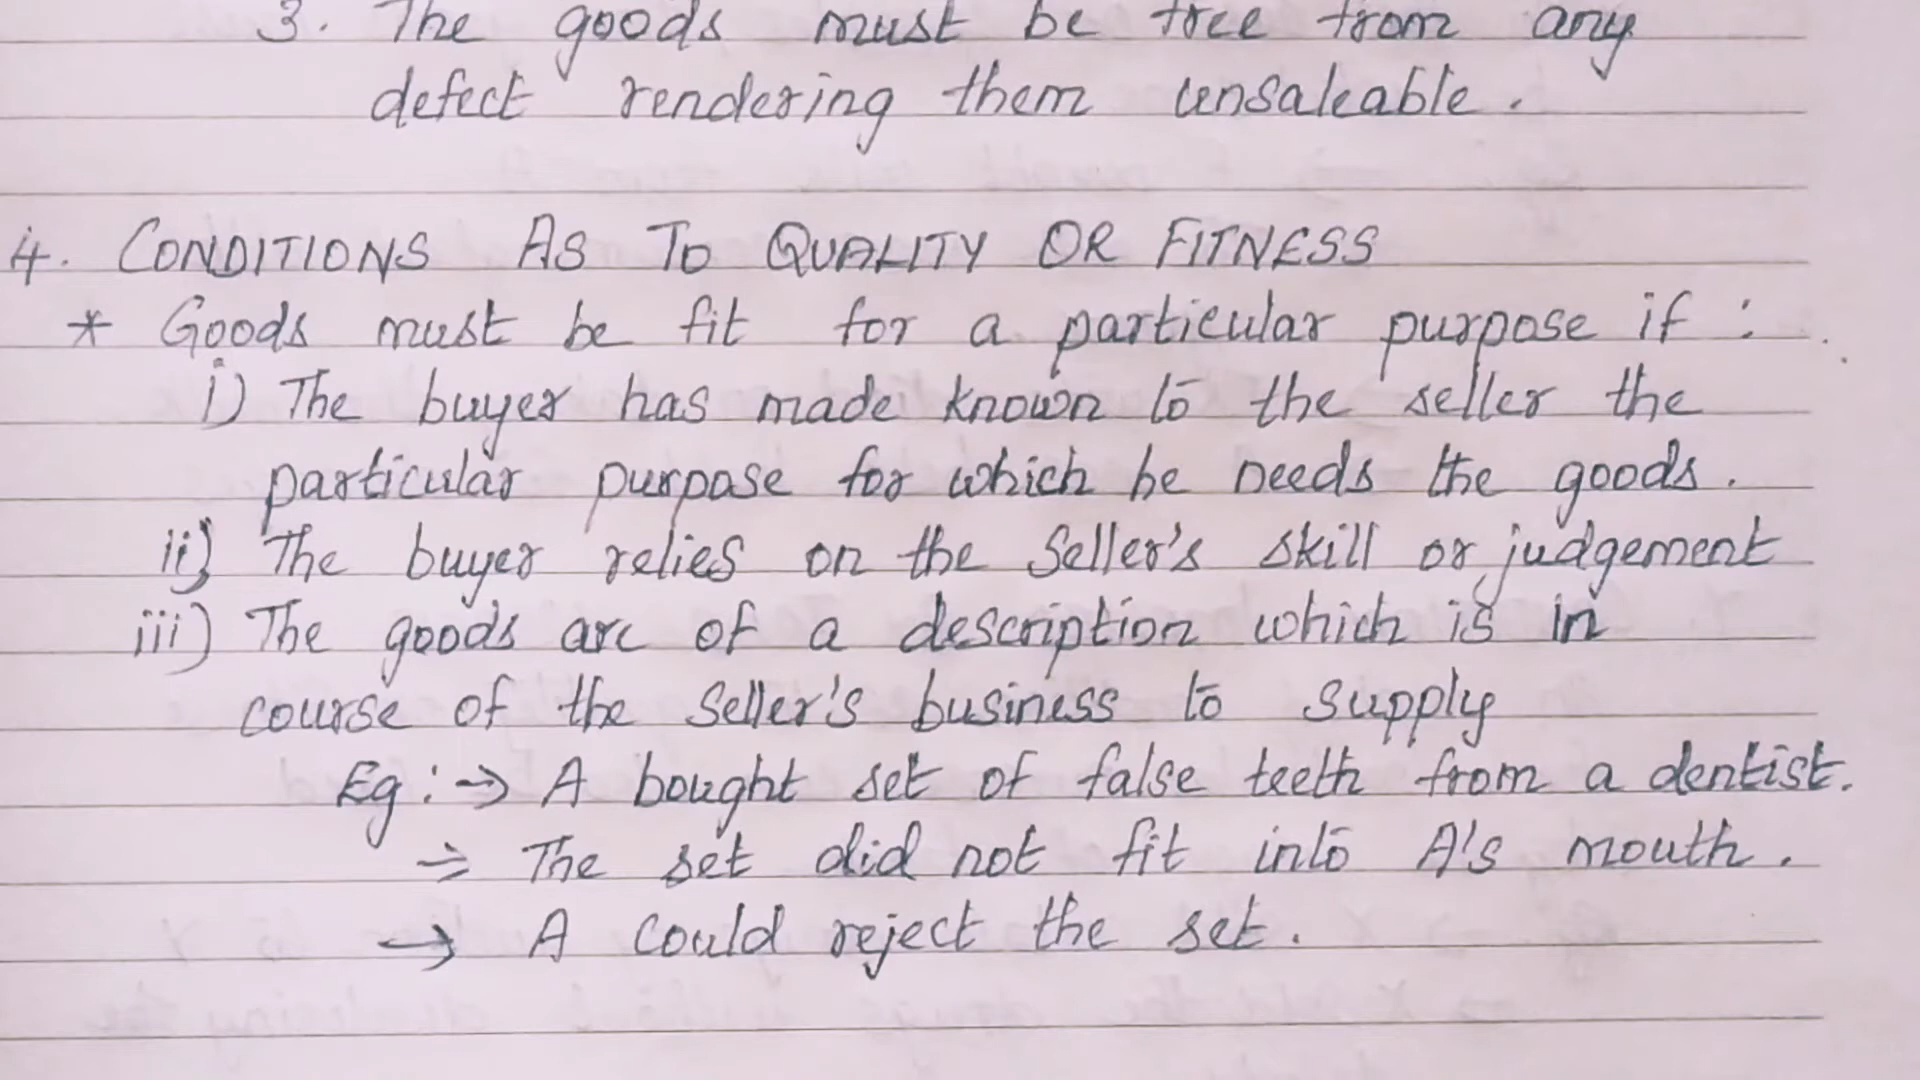 3. The goods must be free from any
defect rendering them unsaleable.
4. CONDITIONS AS TO QUALITY OR FITNESS
* Goods must be fit for a particular purpose if :
i) The buyer has made known to the seller the
particular purpose for which he needs the goods.
ii) The buyer relies on the Seller's skill or judgement
iii) The goods are of a description which is in
course of the Seller's business to supply
Eg: → A bought set of false teeth from a dentist.
→ The set did not fit into A's mouth.
→ A could reject the set.